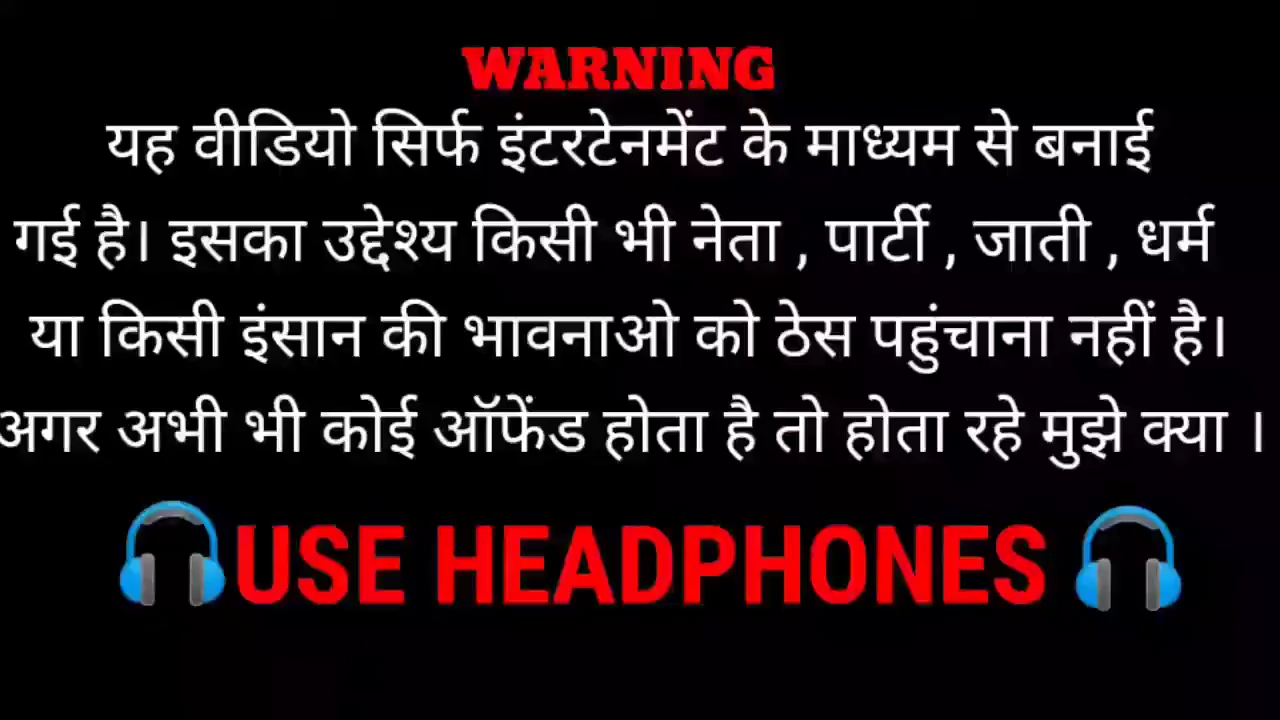 WARNING
यह वीडियो सिर्फ इंटरटेनमेंट के माध्यम से बनाई
गई है। इसका उद्देश्य किसी भी नेता , पार्टी , जाती , धर्म
या किसी इंसान की भावनाओ को ठेस पहुंचाना नहीं है।
अगर अभी भी कोई ऑफेंड होता है तो होता रहे मुझे क्या ।
USE HEADPHONES